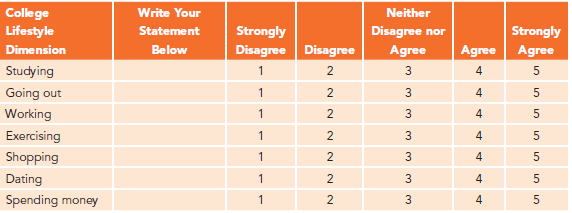 College Lifestyle Dimension Write Your Statement Below Strongly Disagree Disagree Neither Disagree nor Agree Agree Strongly Agree
Studying 1 2 3 4 5
Going out 1 2 3 4 5
Working 1 2 3 4 5
Exercising 1 2 3 4 5
Shopping 1 2 3 4 5
Dating 1 2 3 4 5
Spending money 1 2 3 4 5